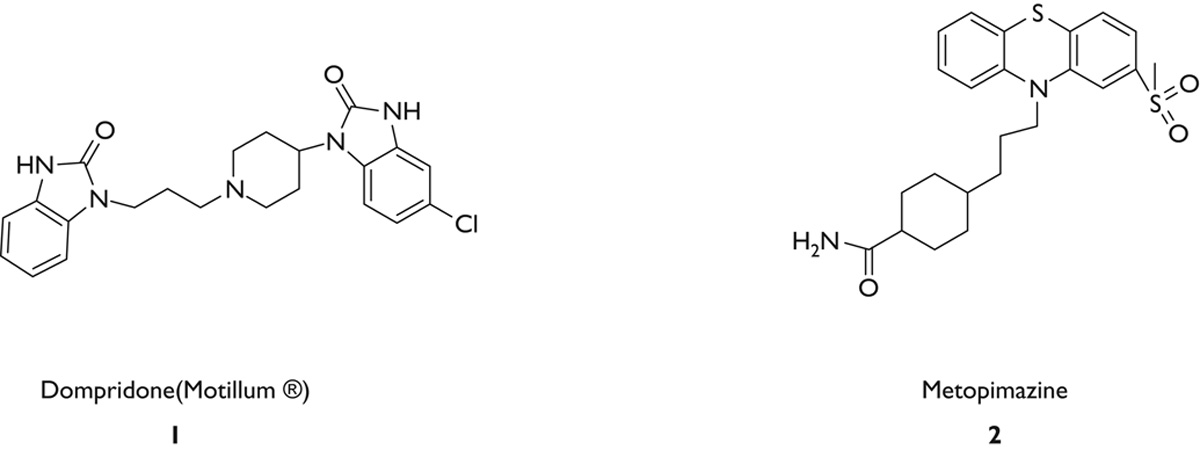 O
NH
N
O
HN
N
N
Cl
S
N
S
O
O
H2N
O
Dompridone(Motillum ®)
Metopimazine
1
2